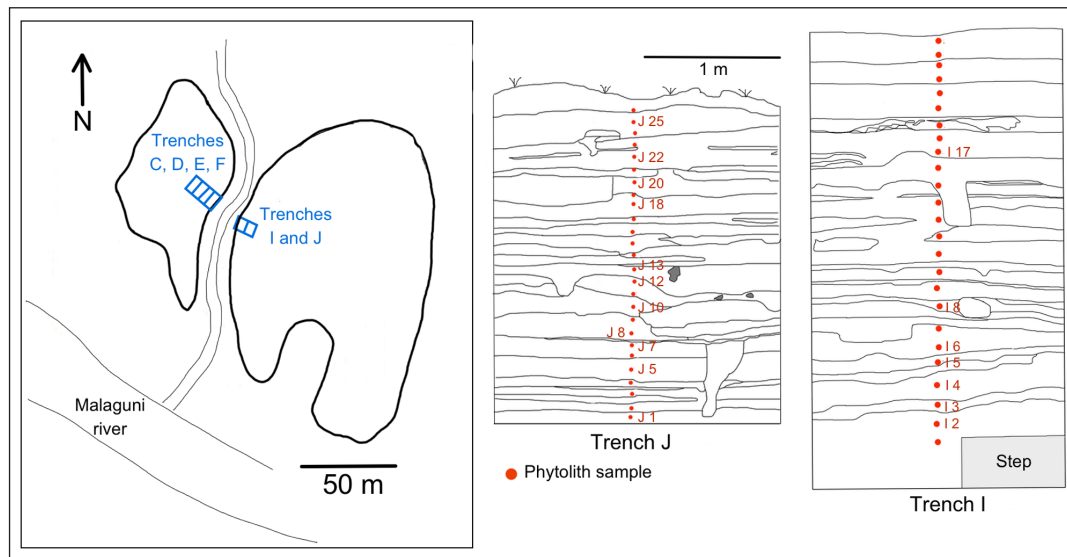 N
Trenches
C, D, E, F
Trenches
I and J
Malaguni
river
50 m
1 m
J 25
J 22
J 20
J 18
J 13
J 12
J 10
J 8
J 7
J 5
J 1
Trench J
Phytolith sample
I 17
I 8
I 6
I 5
I 4
I 3
I 2
Step
Trench I